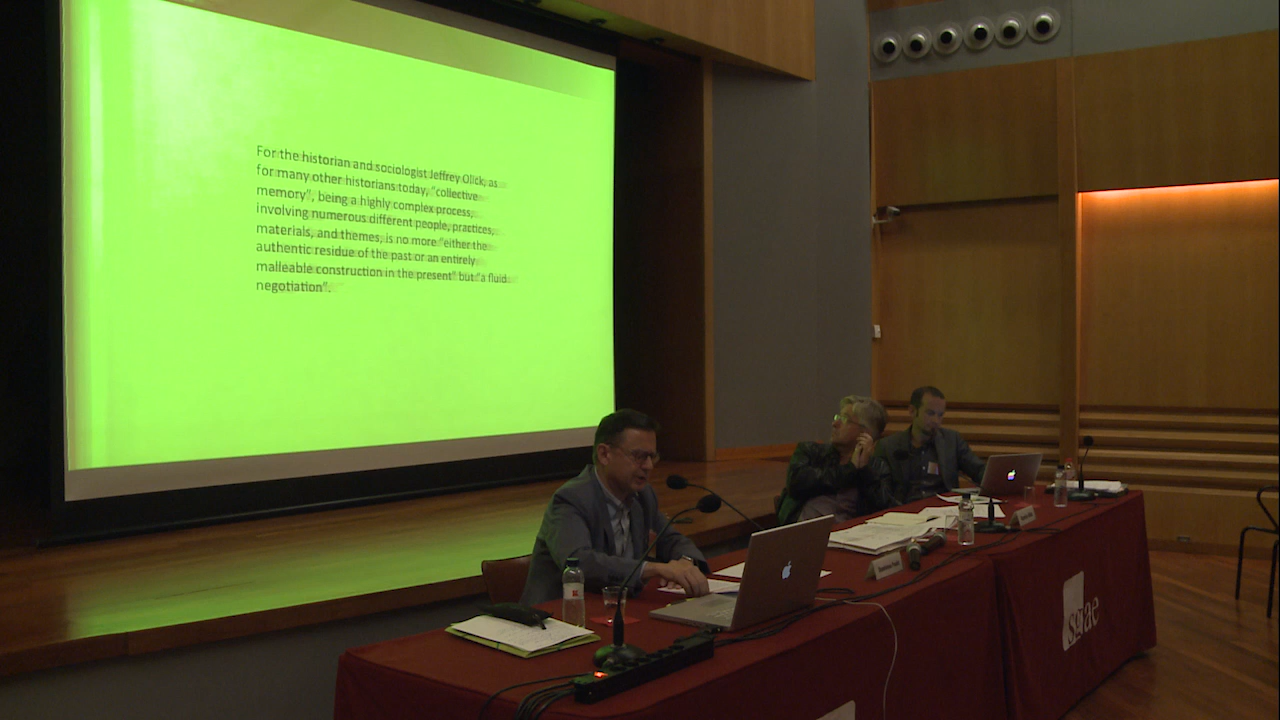 For the historian and sociologist Jeffrey Olick, as
for many other historians today, "collective
memory", being a highly complex process,
involving numerous different people, practices,
materials, and themes, is no more "either the
authentic residue of the past or an entirely
malleable construction in the present" but "a fluid
negotiation".
sgae